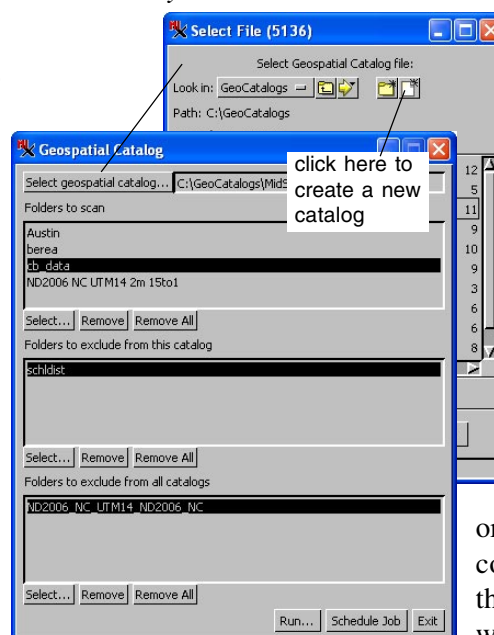 Select File (5136)
Select Geospatial Catalog file:
Look in: GeoCatalogs
Path: C:\GeoCatalogs
Geospatial Catalog
click here to
create a new
catalog
Select geospatial catalog... C:\GeoCatalogs\Mid
Folders to scan
Austin
berea
cb_data
ND2006 NC UTM14 2m 15to1
Select... Remove Remove All
Folders to exclude from this catalog
schldist
Select... Remove Remove All
Folders to exclude from all catalogs
ND2006_NC_UTM14_ND2006_NC
Select... Remove Remove All
Run... Schedule Job Exit
12
5
11
9
10
9
3
6
6
8